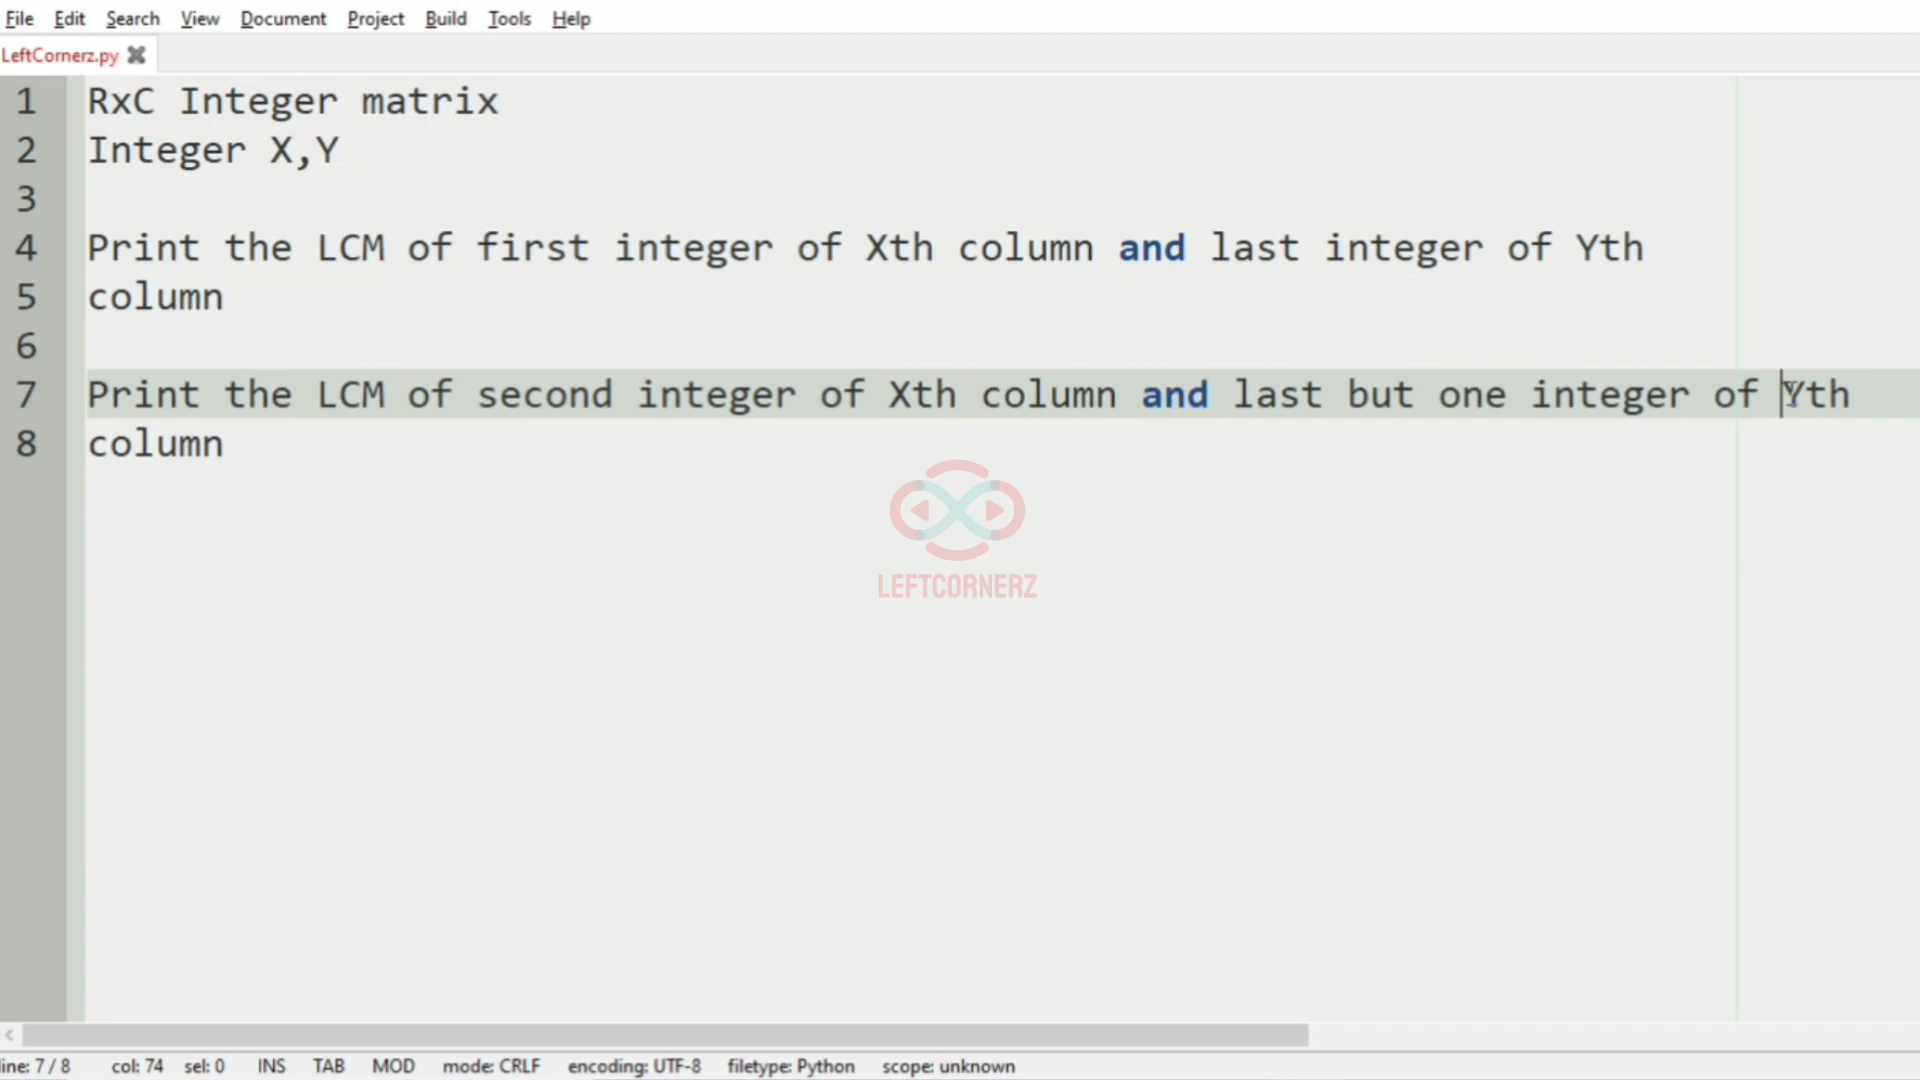 File Edit Search View Document Project Build Tools Help
LeftCornerz.py
1 RxC Integer matrix
2 Integer X,Y
3
4 Print the LCM of first integer of Xth column and last integer of Yth
5 column
6
7 Print the LCM of second integer of Xth column and last but one integer of Yth
8 column
LEFTCORNERZ
line: 7 / 8 col: 74 sel: 0 INS TAB MOD mode: CRLF encoding: UTF-8 filetype: Python scope: unknown